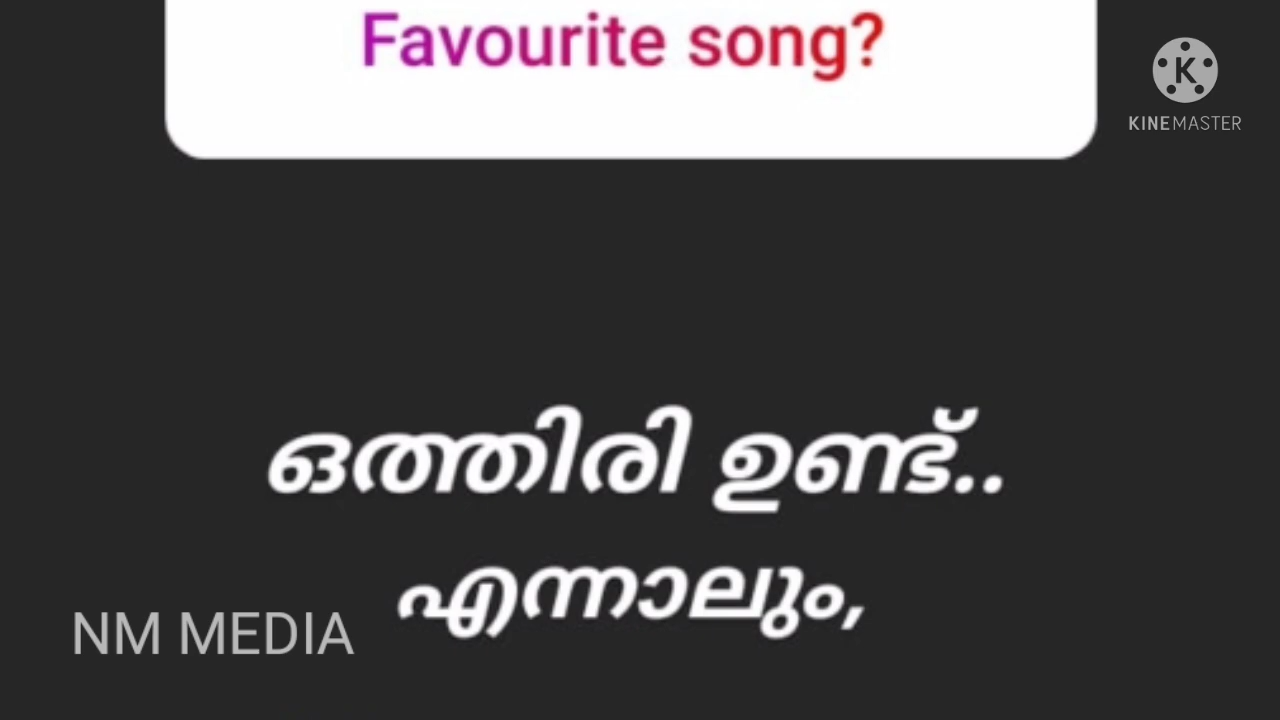 Favourite song?
K
KINEMASTER
ഒത്തിരി ഉണ്ട്..
എന്നാലും,
NM MEDIA